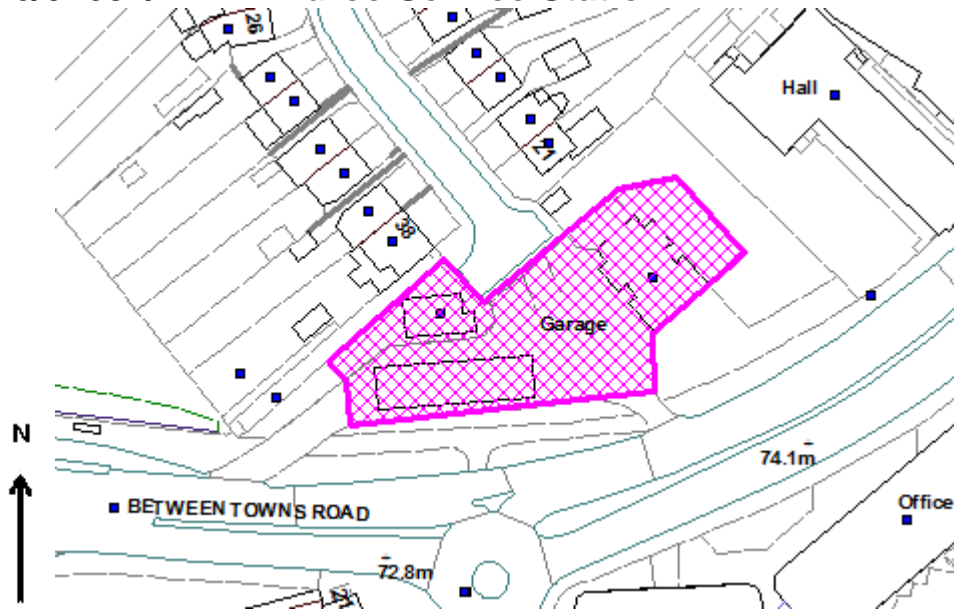 26
Hall
21
38
Garage
N
74.1m
BETWEEN TOWNS ROAD
Office
72.8m